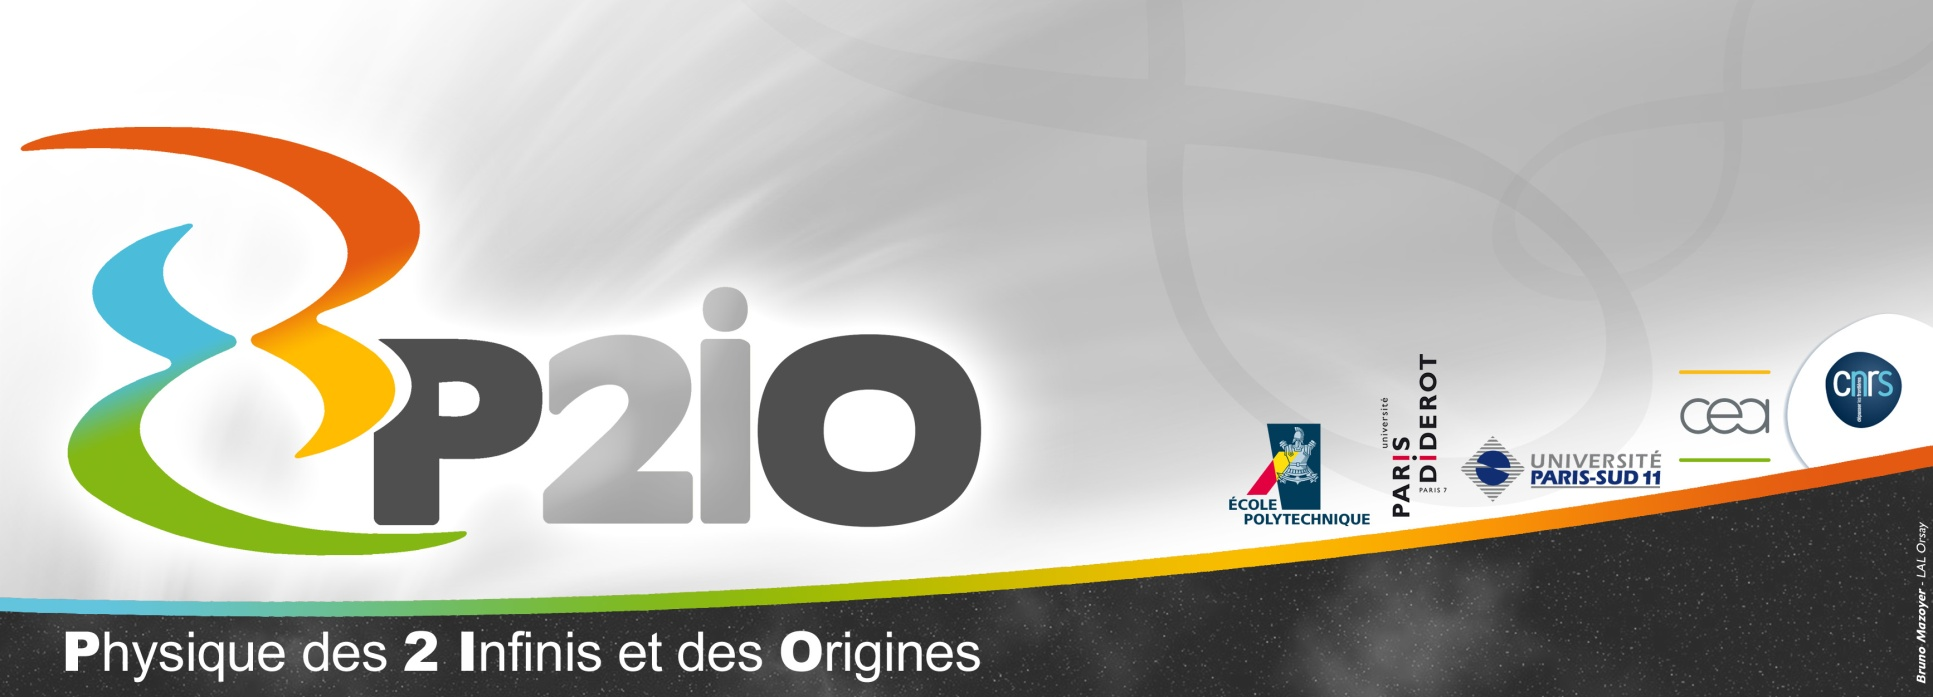 P2iO
ÉCOLE
POLYTECHNIQUE
université
PARIS
DiDEROT
PARIS 7
UNIVERSITÉ
PARIS-SUD 11
cea
cnrs
Physique des 2 Infinis et des Origines
Bruno Mazoyer - LAL Orsay